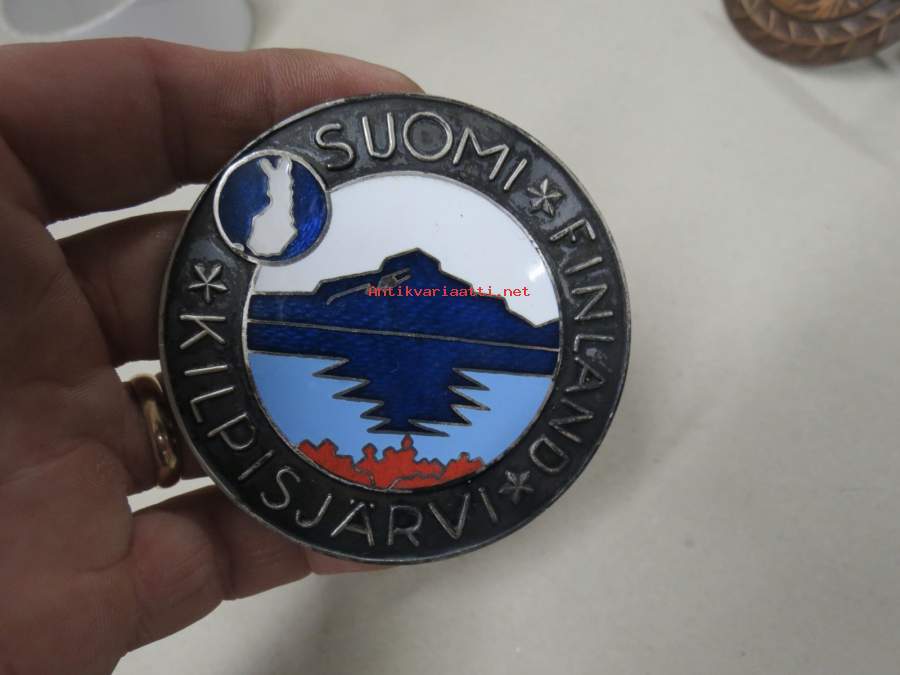 SUOMI * FINLAND * KILPISJÄRVI *
Antikvariaatti.net